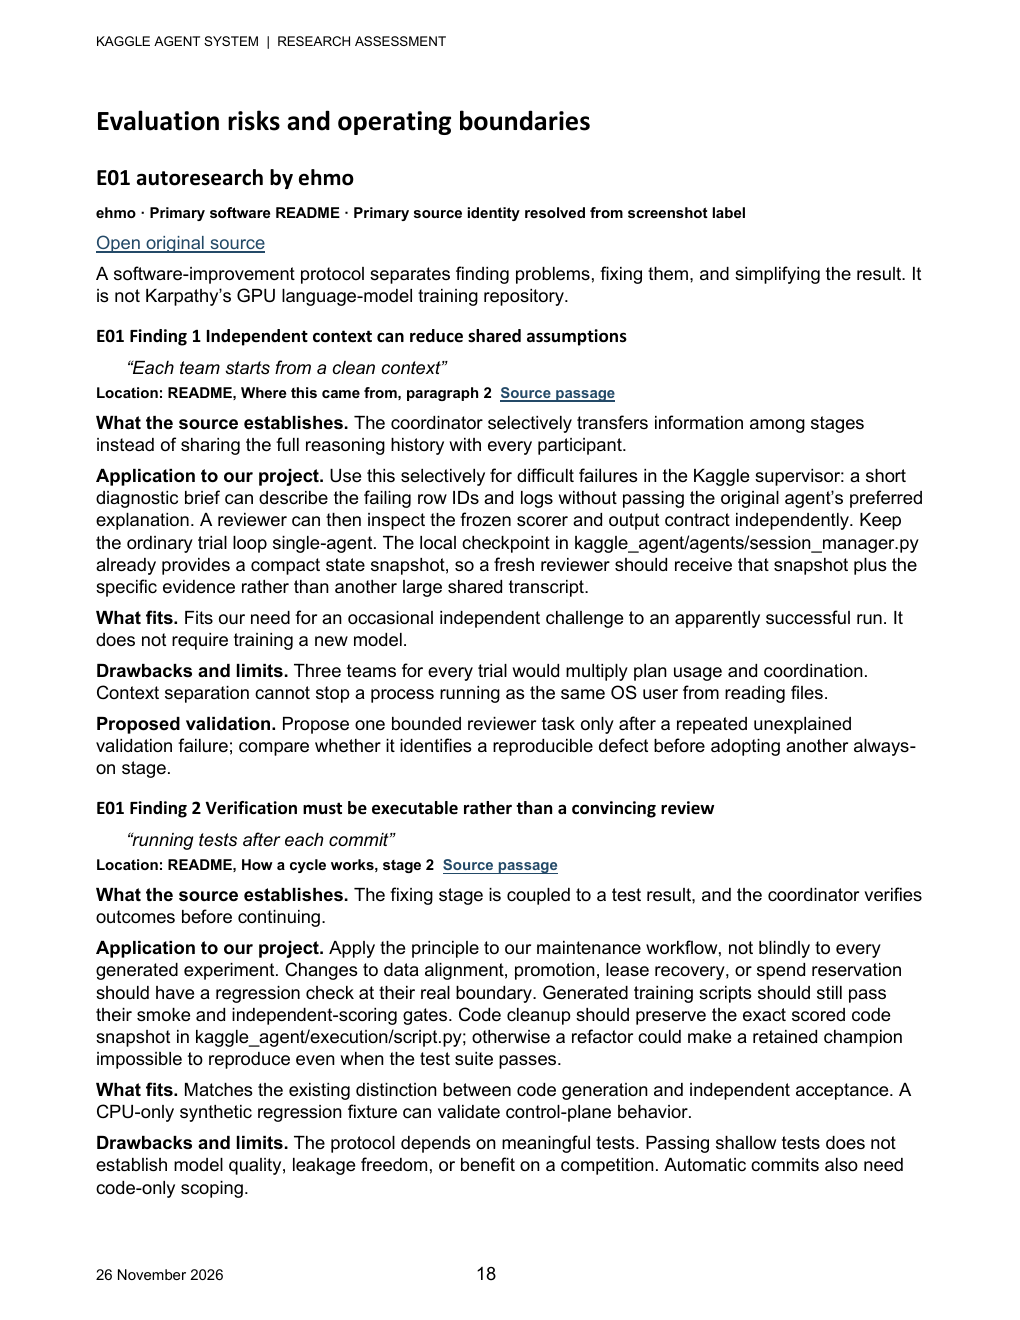 KAGGLE AGENT SYSTEM | RESEARCH ASSESSMENT
Evaluation risks and operating boundaries
E01 autoresearch by ehmo
ehmo · Primary software README · Primary source identity resolved from screenshot label
Open original source
A software-improvement protocol separates finding problems, fixing them, and simplifying the result. It
is not Karpathy’s GPU language-model training repository.
E01 Finding 1 Independent context can reduce shared assumptions
“Each team starts from a clean context”
Location: README, Where this came from, paragraph 2 Source passage
What the source establishes. The coordinator selectively transfers information among stages
instead of sharing the full reasoning history with every participant.
Application to our project. Use this selectively for difficult failures in the Kaggle supervisor: a short
diagnostic brief can describe the failing row IDs and logs without passing the original agent’s preferred
explanation. A reviewer can then inspect the frozen scorer and output contract independently. Keep
the ordinary trial loop single-agent. The local checkpoint in kaggle_agent/agents/session_manager.py
already provides a compact state snapshot, so a fresh reviewer should receive that snapshot plus the
specific evidence rather than another large shared transcript.
What fits. Fits our need for an occasional independent challenge to an apparently successful run. It
does not require training a new model.
Drawbacks and limits. Three teams for every trial would multiply plan usage and coordination.
Context separation cannot stop a process running as the same OS user from reading files.
Proposed validation. Propose one bounded reviewer task only after a repeated unexplained
validation failure; compare whether it identifies a reproducible defect before adopting another always-
on stage.
E01 Finding 2 Verification must be executable rather than a convincing review
“running tests after each commit”
Location: README, How a cycle works, stage 2 Source passage
What the source establishes. The fixing stage is coupled to a test result, and the coordinator verifies
outcomes before continuing.
Application to our project. Apply the principle to our maintenance workflow, not blindly to every
generated experiment. Changes to data alignment, promotion, lease recovery, or spend reservation
should have a regression check at their real boundary. Generated training scripts should still pass
their smoke and independent-scoring gates. Code cleanup should preserve the exact scored code
snapshot in kaggle_agent/execution/script.py; otherwise a refactor could make a retained champion
impossible to reproduce even when the test suite passes.
What fits. Matches the existing distinction between code generation and independent acceptance. A
CPU-only synthetic regression fixture can validate control-plane behavior.
Drawbacks and limits. The protocol depends on meaningful tests. Passing shallow tests does not
establish model quality, leakage freedom, or benefit on a competition. Automatic commits also need
code-only scoping.
26 November 2026 18